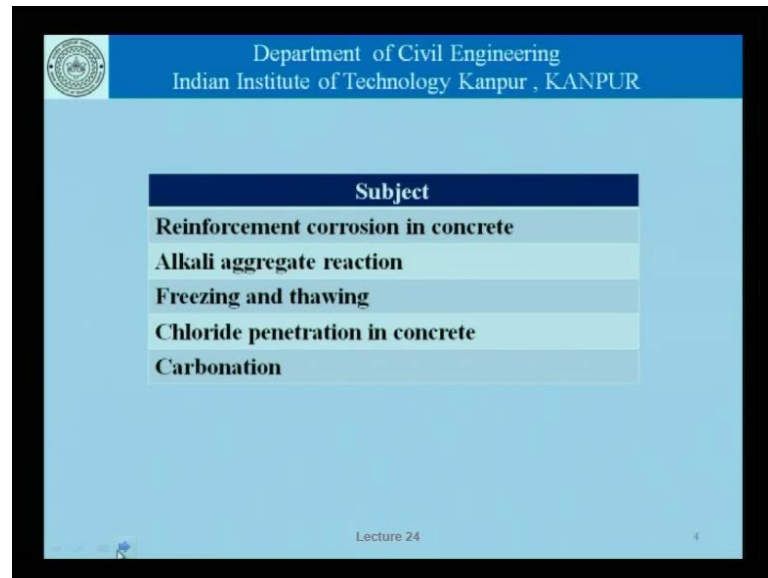 Department of Civil Engineering
Indian Institute of Technology Kanpur , KANPUR
Subject
Reinforcement corrosion in concrete
Alkali aggregate reaction
Freezing and thawing
Chloride penetration in concrete
Carbonation
Lecture 24
4